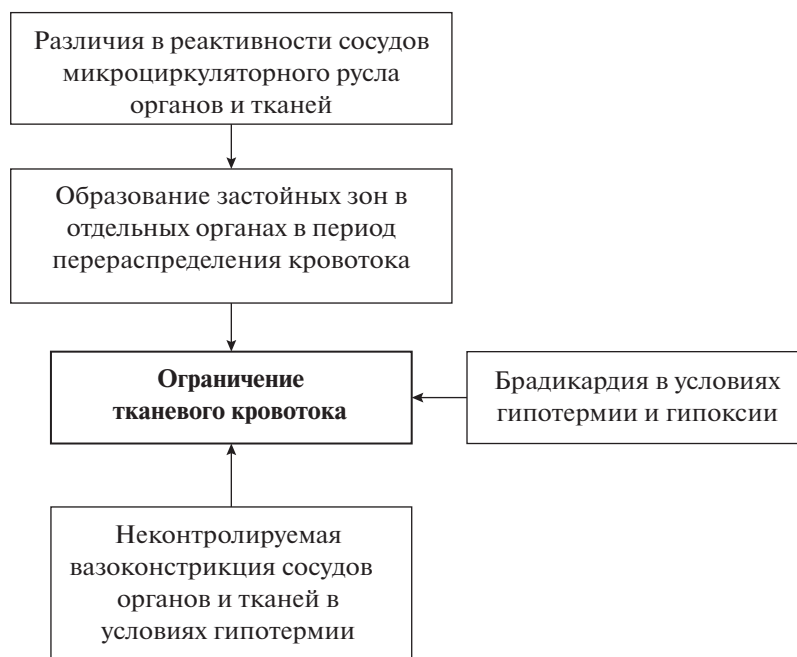 Различия в реактивности сосудов
микроциркуляторного русла
органов и тканей
Образование застойных зон в
отдельных органах в период
перераспределения кровотока
Ограничение
тканевого кровотока
Брадикардия в условиях
гипотермии и гипоксии
Неконтролируемая
вазоконстрикция сосудов
органов и тканей в
условиях гипотермии